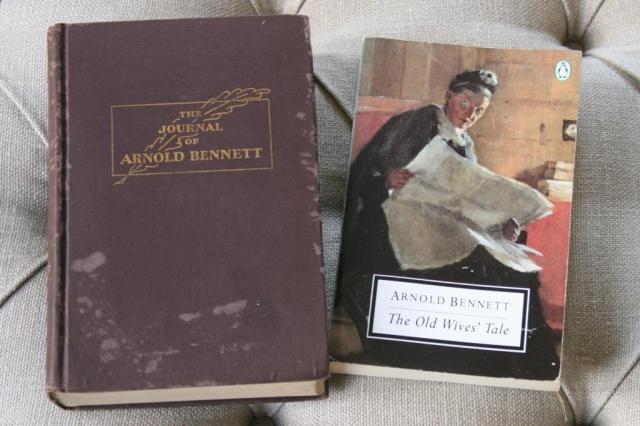 THE
JOURNAL
OF
ARNOLD BENNETT
ARNOLD BENNETT
The Old Wives' Tale